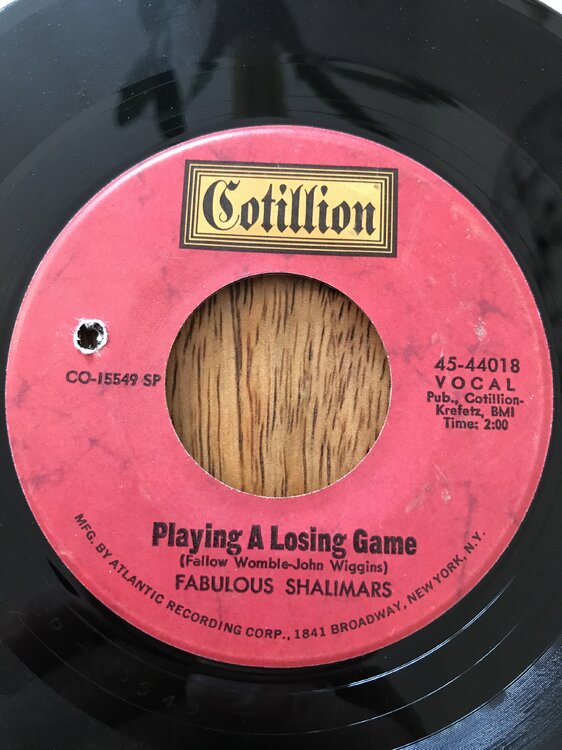 Cotillion
CO-15549 SP
45-44018
VOCAL
Pub., Cotillion-
Krefetz, BMI
Time: 2:00
Playing A Losing Game
(Fallow Womble-John Wiggins)
FABULOUS SHALIMARS
MFG. BY ATLANTIC RECORDING CORP., 1841 BROADWAY, NEW YORK, N.Y.